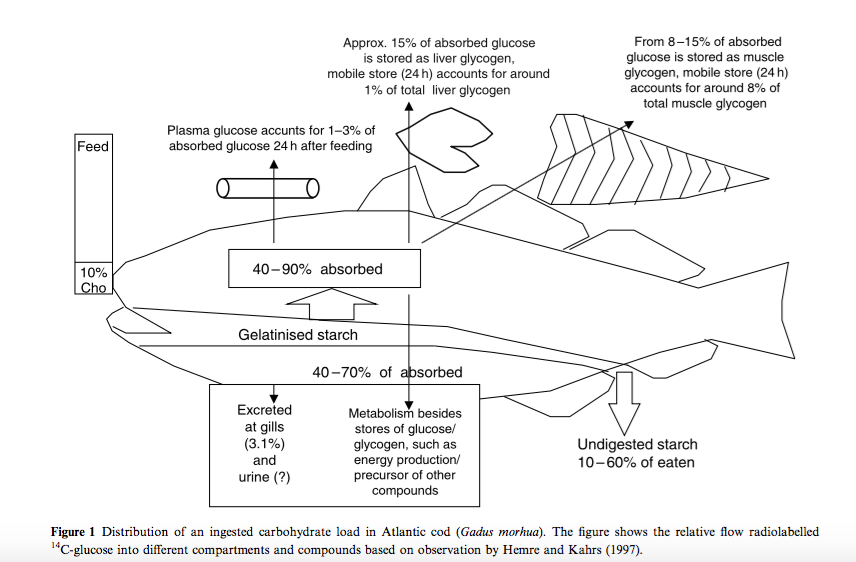 Approx. 15% of absorbed glucose
is stored as liver glycogen,
mobile store (24 h) accounts for around
1% of total liver glycogen
From 8–15% of absorbed
glucose is stored as muscle
glycogen, mobile store (24 h)
accounts for around 8% of
total muscle glycogen
Plasma glucose accunts for 1–3% of
absorbed glucose 24 h after feeding
Feed
10%
Cho
40–90% absorbed
Gelatinised starch
40–70% of absorbed
Excreted
at gills
(3.1%)
and
urine (?)
Metabolism besides
stores of glucose/
glycogen, such as
energy production/
precursor of other
compounds
Undigested starch
10–60% of eaten
Figure 1 Distribution of an ingested carbohydrate load in Atlantic cod (Gadus morhua). The figure shows the relative flow radiolabelled
14C-glucose into different compartments and compounds based on observation by Hemre and Kahrs (1997).